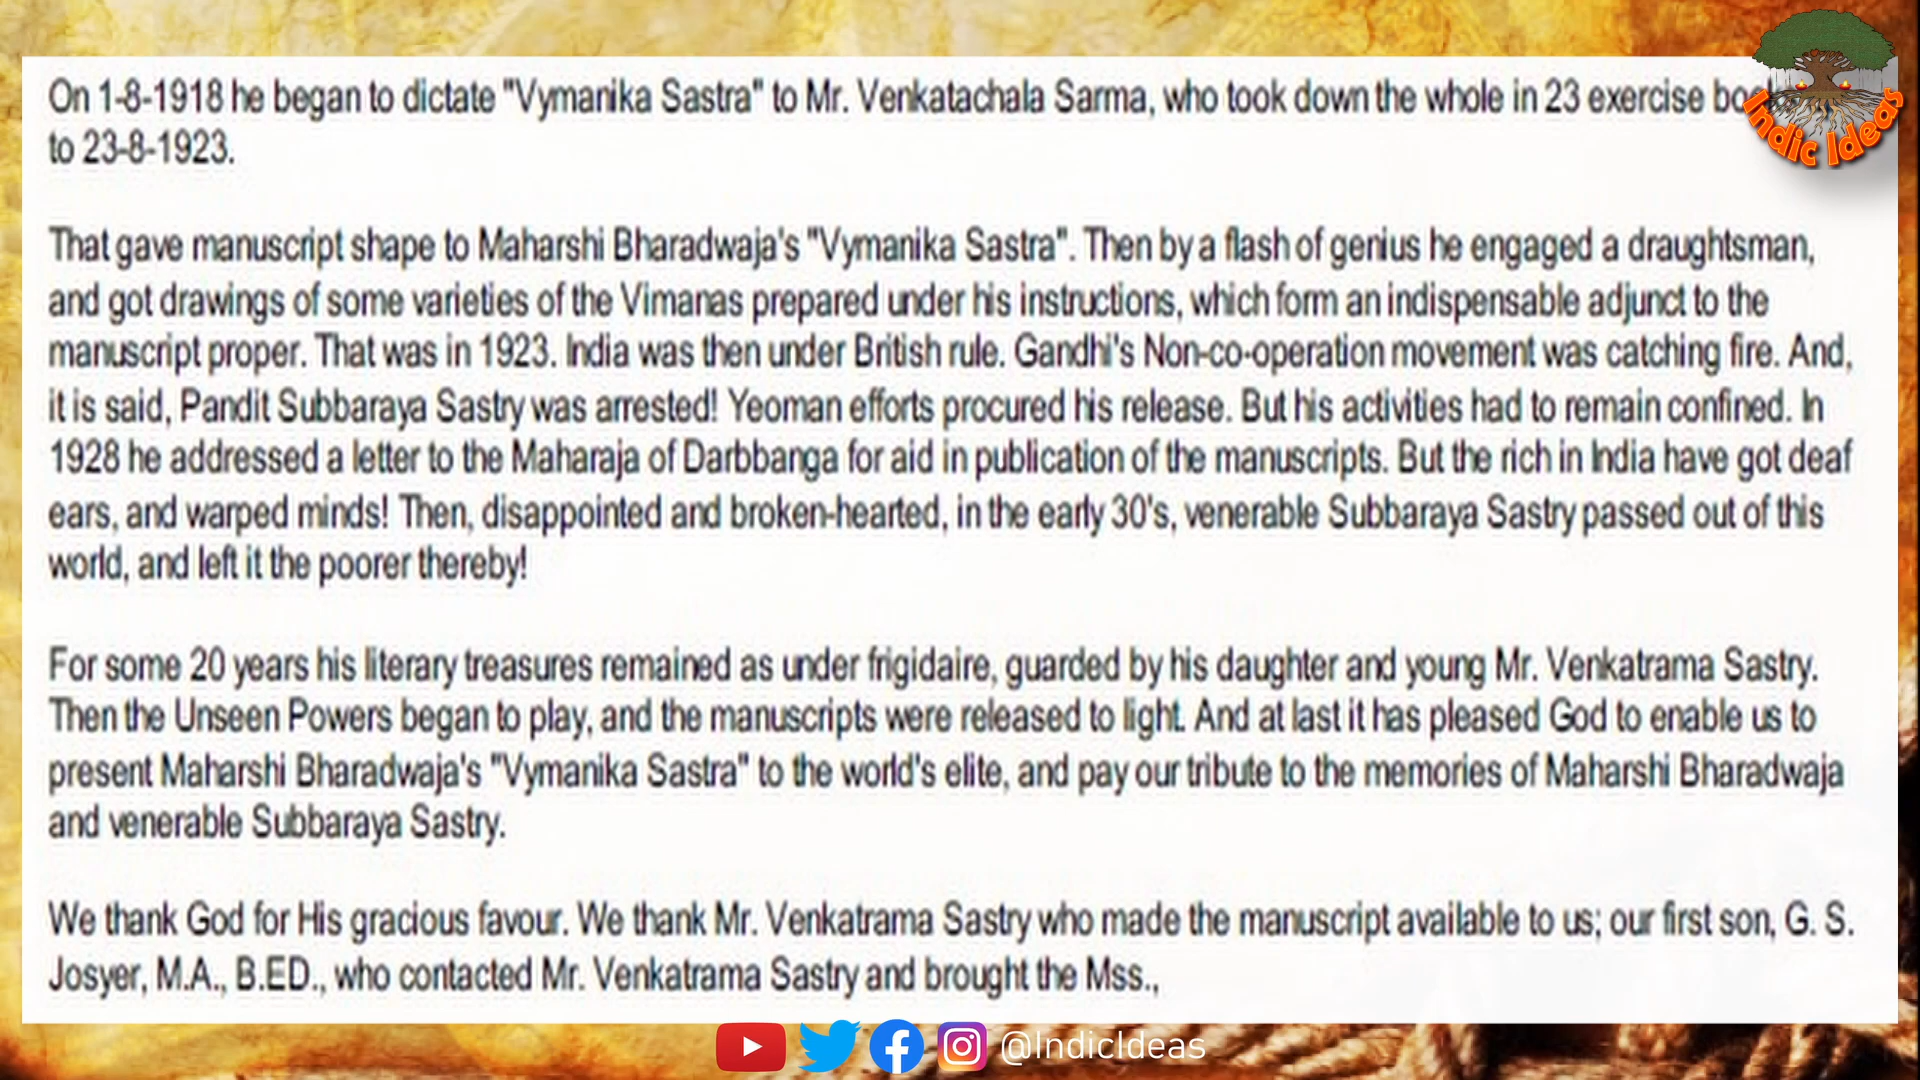 On 1-8-1918 he began to dictate "Vymanika Sastra" to Mr. Venkatachala Sarma, who took down the whole in 23 exercise
to 23-8-1923.
That gave manuscript shape to Maharshi Bharadwaja's "Vymanika Sastra". Then by a flash of genius he engaged a draughtsman,
and got drawings of some varieties of the Vimanas prepared under his instructions, which form an indispensable adjunct to the
manuscript proper. That was in 1923. India was then under British rule. Gandhi's Non-co-operation movement was catching fire. And,
it is said, Pandit Subbaraya Sastry was arrested! Yeoman efforts procured his release. But his activities had to remain confined. In
1928 he addressed a letter to the Maharaja of Darbbanga for aid in publication of the manuscripts. But the rich in India have got deaf
ears, and warped minds! Then, disappointed and broken-hearted, in the early 30's, venerable Subbaraya Sastry passed out of this
world, and left it the poorer thereby!
For some 20 years his literary treasures remained as under frigidaire, guarded by his daughter and young Mr. Venkatrama Sastry.
Then the Unseen Powers began to play, and the manuscripts were released to light. And at last it has pleased God to enable us to
present Maharshi Bharadwaja's "Vymanika Sastra" to the world's elite, and pay our tribute to the memories of Maharshi Bharadwaja
and venerable Subbaraya Sastry.
We thank God for His gracious favour. We thank Mr. Venkatrama Sastry who made the manuscript available to us; our first son, G. S.
Josyer, M.A., B.ED., who contacted Mr. Venkatrama Sastry and brought the Mss.,
Indic Ideas
@IndicIdeas